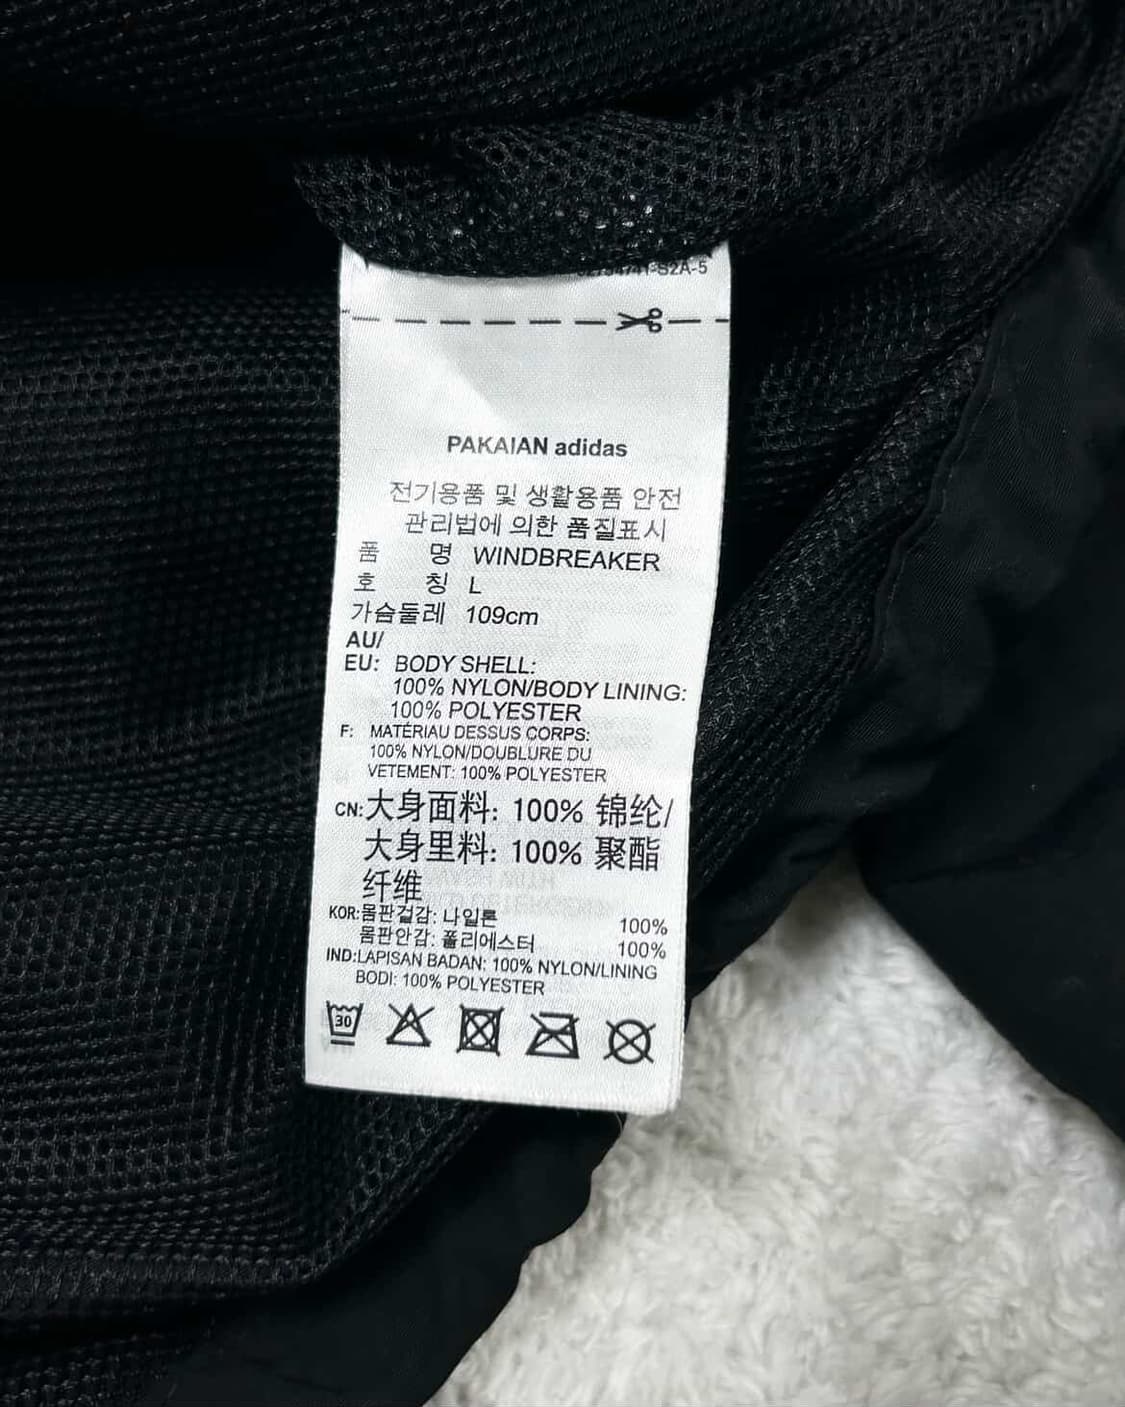 S2A-5
PAKAIAN adidas
전기용품 및 생활용품 안전
관리법에 의한 품질표시
품 명 WINDBREAKER
호 칭 L
가슴둘레 109cm
AU/
EU: BODY SHELL:
100% NYLON/BODY LINING:
100% POLYESTER
F: MATÉRIAU DESSUS CORPS:
100% NYLON/DOUBLURE DU
VETEMENT: 100% POLYESTER
CN:大身面料: 100% 锦纶/
大身里料: 100% 聚酯
纤维
KOR:몸판겉감: 나일론 100%
몸판안감: 폴리에스터 100%
IND:LAPISAN BADAN: 100% NYLON/LINING
BODI: 100% POLYESTER
30